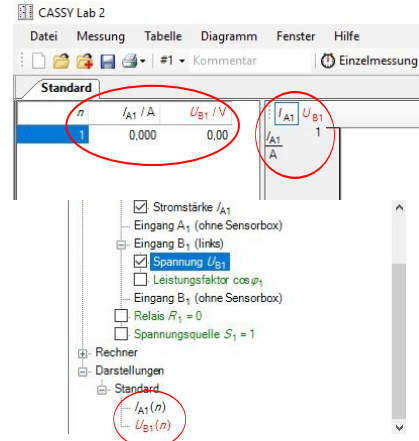 CASSY Lab 2
Datei Messung Tabelle Diagramm Fenster Hilfe
#1 Kommentar Einzelmessung
Standard
n I_A1 / A U_B1 / V
1 0,000 0,00
I_A1 U_B1
I_A1 1
A
Stromstärke I_A1
Eingang A₁ (ohne Sensorbox)
Eingang B₁ (links)
Spannung U_B1
Leistungsfaktor cosφ₁
Eingang B₁ (ohne Sensorbox)
Relais R₁ = 0
Spannungsquelle S₁ = 1
Rechner
Darstellungen
Standard
I_A1(n)
U_B1(n)